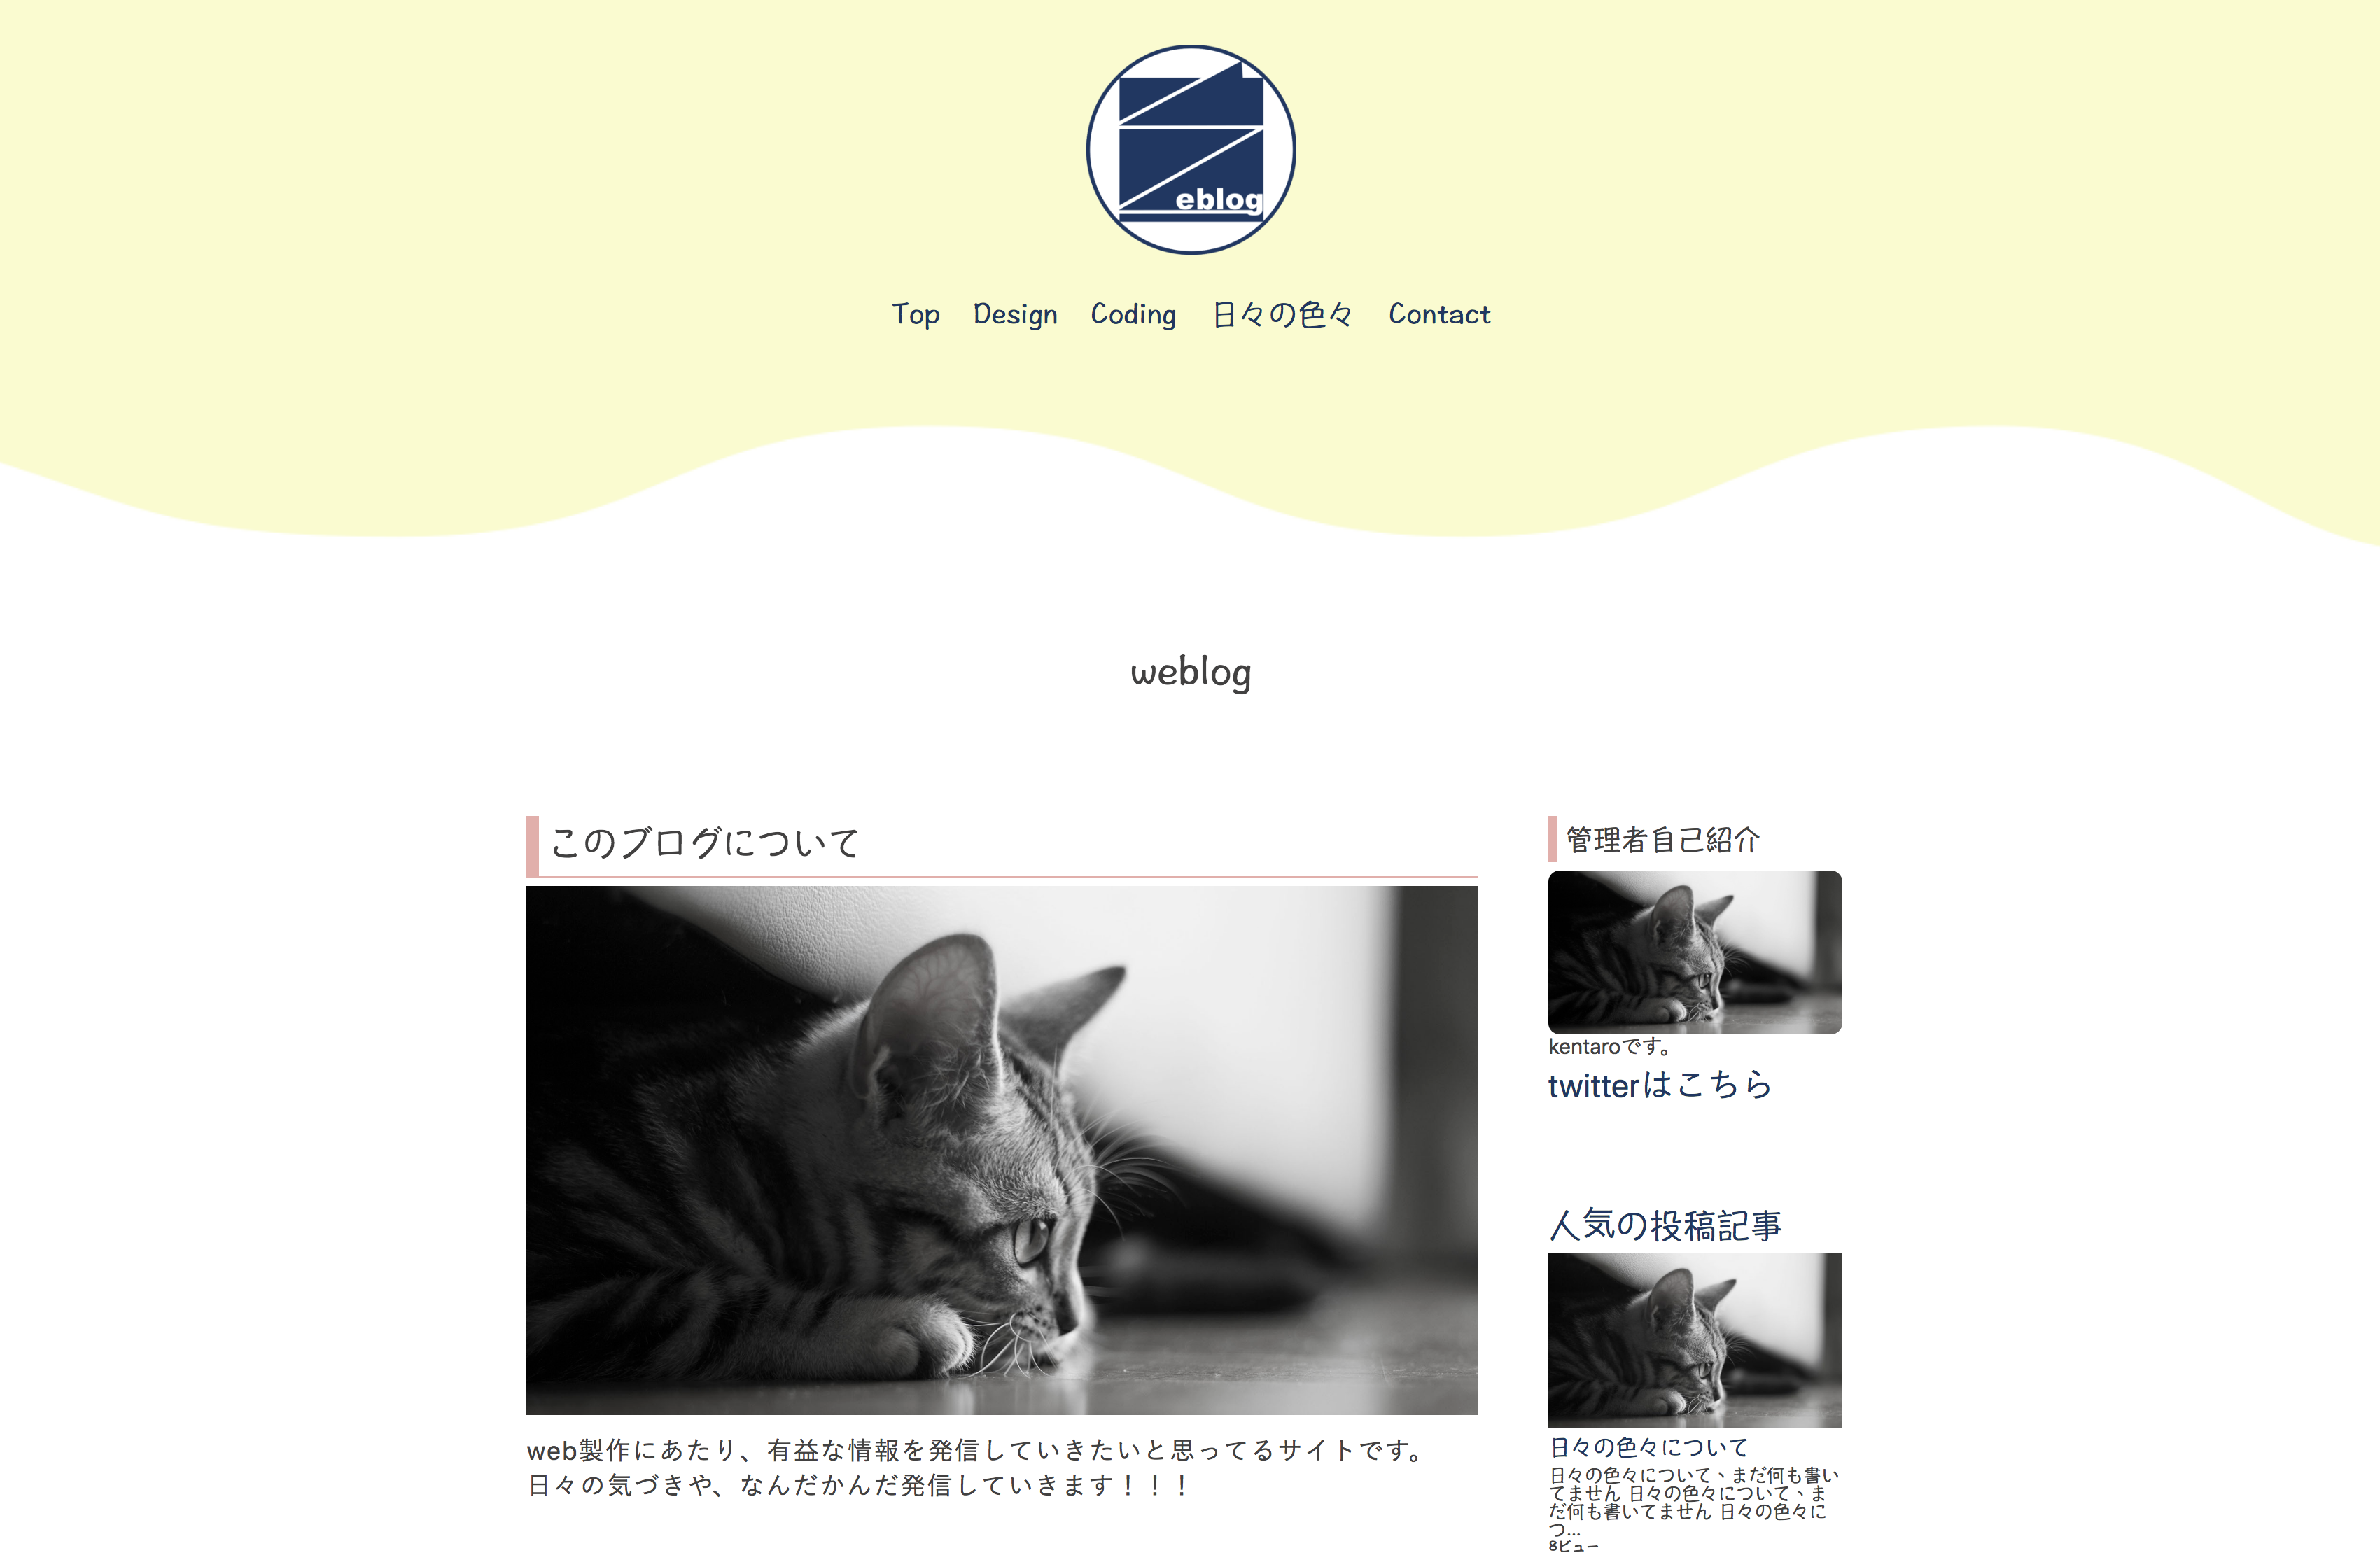 eblog
Top Design Coding 日々の色々 Contact
weblog
このブログについて
web製作にあたり、有益な情報を発信していきたいと思ってるサイトです。
日々の気づきや、なんだかんだ発信していきます！！！
管理者自己紹介
kentaroです。
twitterはこちら
人気の投稿記事
日々の色々について
日々の色々について、まだ何も書い
てません 日々の色々について、ま
だ何も書いてません 日々の色々に
つ...
8ビュー